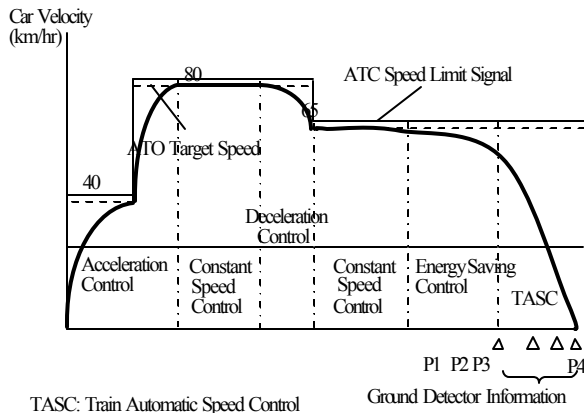 Car Velocity
(km/hr)
80
ATC Speed Limit Signal
65
ATO Target Speed
40
Deceleration
Control
Acceleration
Control
Constant
Speed
Control
Constant
Speed
Control
Energy Saving
Control
TASC
P1 P2 P3 P4
TASC: Train Automatic Speed Control
Ground Detector Information